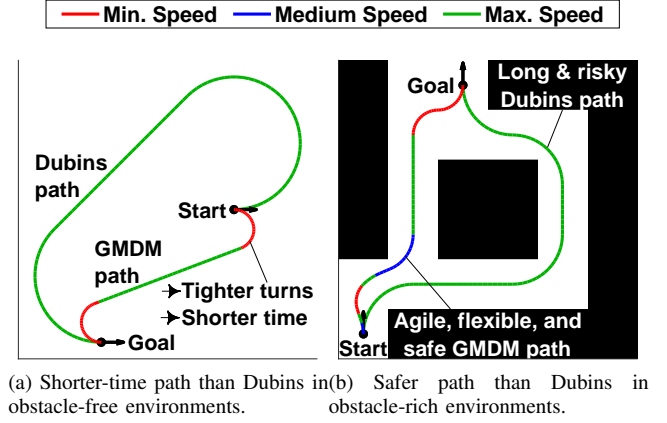 Min. Speed Medium Speed Max. Speed
Dubins
path
Start
GMDM
path
Tighter turns
Shorter time
Goal
Goal
Long & risky
Dubins path
Agile, flexible, and
safe GMDM path
Start
(a) Shorter-time path than Dubins in
obstacle-free environments.
(b) Safer path than Dubins in
obstacle-rich environments.